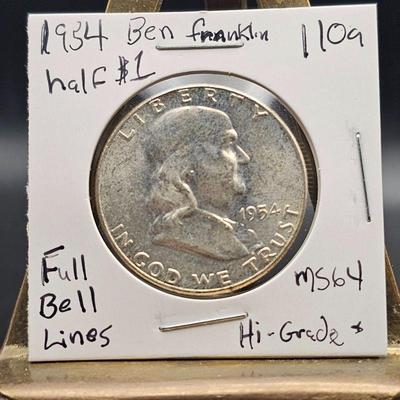 1954 Ben Franklin 110a
half $1
LIBERTY
1954
IN GOD WE TRUST
Full
Bell
Lines
MS64
Hi-Grade *